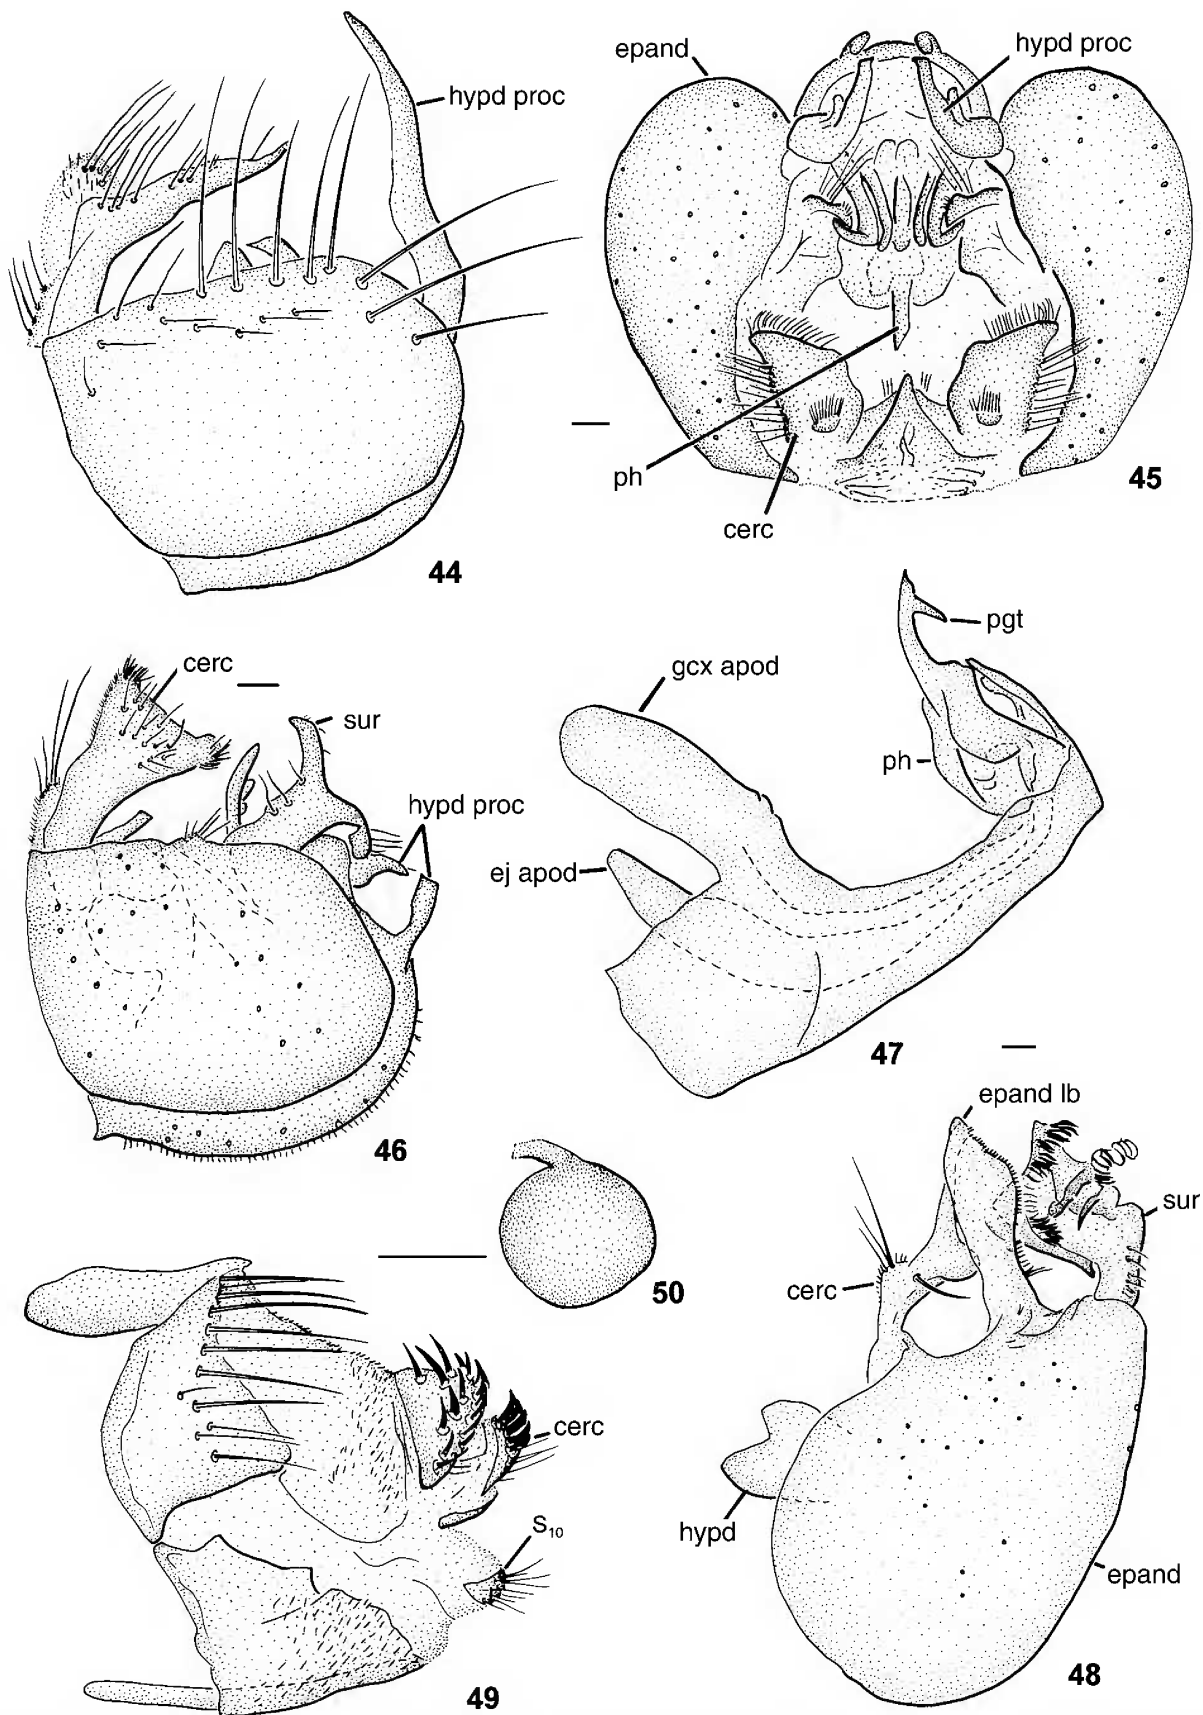 hypd proc
44
epand
hypd proc
ph
cerc
45
cerc
sur
hypd proc
46
gcx apod
ej apod
pgt
ph
47
50
epand lb
sur
cerc
hypd
epand
48
cerc
S₁₀
49